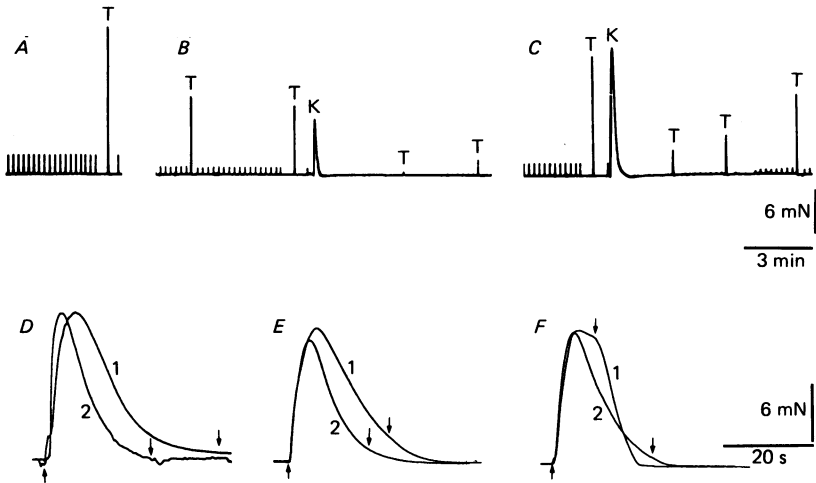 A T
B T T K T T
C T K T T T
6 mN
3 min
D 1 2
E 1 2
F 1 2
6 mN
20 s